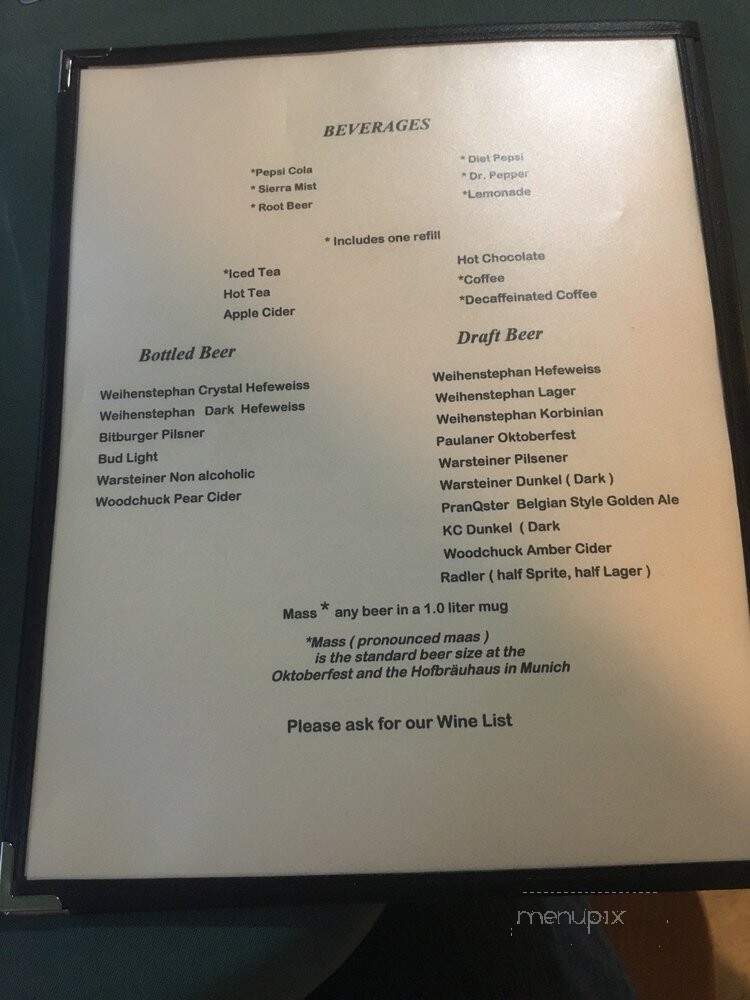 BEVERAGES
*Pepsi Cola
* Sierra Mist
* Root Beer
* Diet Pepsi
* Dr. Pepper
*Lemonade
* Includes one refill
*Iced Tea
Hot Tea
Apple Cider
Hot Chocolate
*Coffee
*Decaffeinated Coffee
Bottled Beer
Weihenstephan Crystal Hefeweiss
Weihenstephan Dark Hefeweiss
Bitburger Pilsner
Bud Light
Warsteiner Non alcoholic
Woodchuck Pear Cider
Draft Beer
Weihenstephan Hefeweiss
Weihenstephan Lager
Weihenstephan Korbinian
Paulaner Oktoberfest
Warsteiner Pilsener
Warsteiner Dunkel ( Dark )
PranQster Belgian Style Golden Ale
KC Dunkel ( Dark
Woodchuck Amber Cider
Radler ( half Sprite, half Lager )
Mass * any beer in a 1.0 liter mug
*Mass ( pronounced maas )
is the standard beer size at the
Oktoberfest and the Hofbräuhaus in Munich
Please ask for our Wine List
menupix